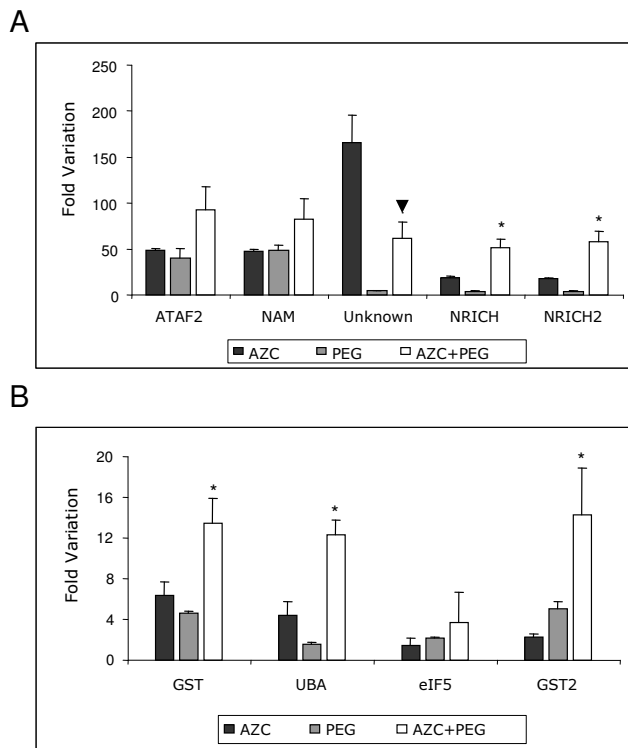 A
Fold Variation
250
200
150
100
50
0
*
*
ATAF2 NAM Unknown NRICH NRICH2
AZC PEG AZC+PEG
B
Fold Variation
20
16
12
8
4
0
*
*
*
GST UBA eIF5 GST2
AZC PEG AZC+PEG